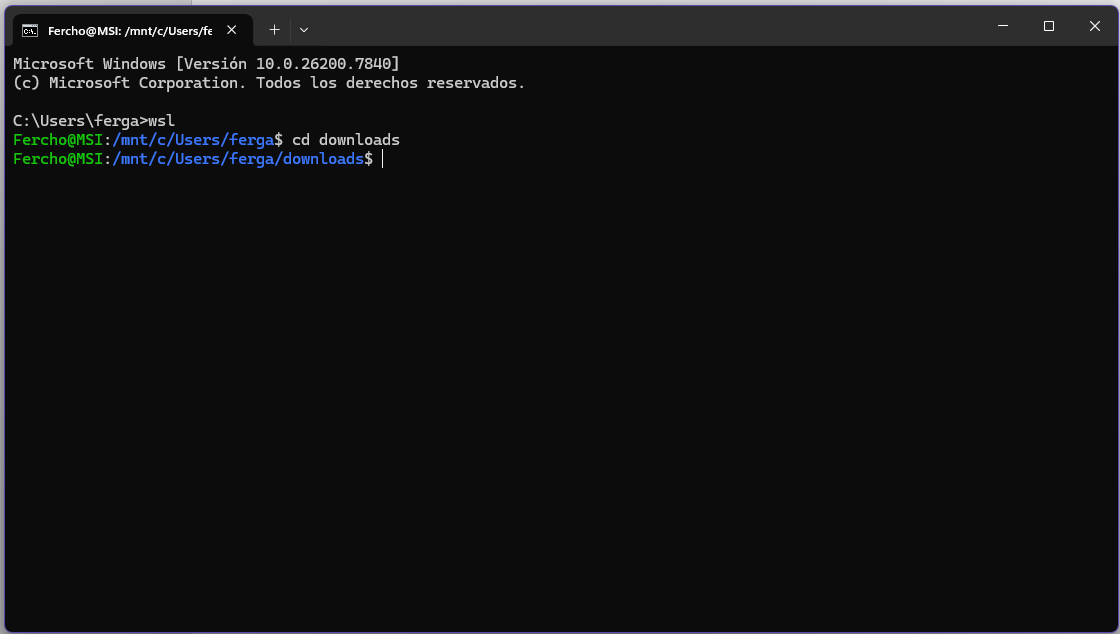 Fercho@MSI: /mnt/c/Users/fe
Microsoft Windows [Versión 10.0.26200.7840]
(c) Microsoft Corporation. Todos los derechos reservados.
C:\Users\ferga>wsl
Fercho@MSI:/mnt/c/Users/ferga$ cd downloads
Fercho@MSI:/mnt/c/Users/ferga/downloads$